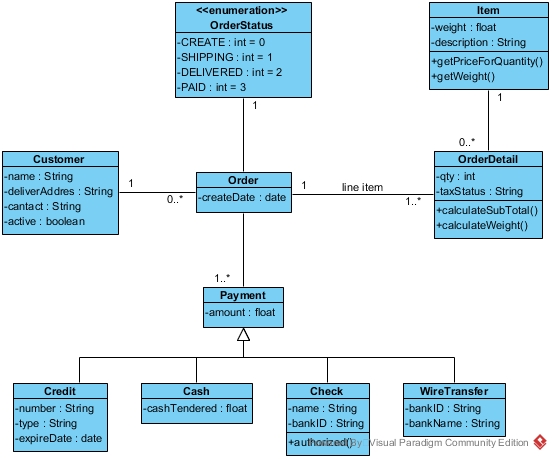 <<enumeration>>
OrderStatus
-CREATE : int = 0
-SHIPPING : int = 1
-DELIVERED : int = 2
-PAID : int = 3
Item
-weight : float
-description : String
+getPriceForQuantity()
+getWeight()
1
1
0..*
Customer
-name : String
-deliverAddres : String
-cantact : String
-active : boolean
1
0..*
Order
-createDate : date
1
line item
1..*
OrderDetail
-qty : int
-taxStatus : String
+calculateSubTotal()
+calculateWeight()
1..*
Payment
-amount : float
Credit
-number : String
-type : String
-expireDate : date
Cash
-cashTendered : float
Check
-name : String
-bankID : String
+authorized()
WireTransfer
-bankID : String
-bankName : String
Powered By Visual Paradigm Community Edition